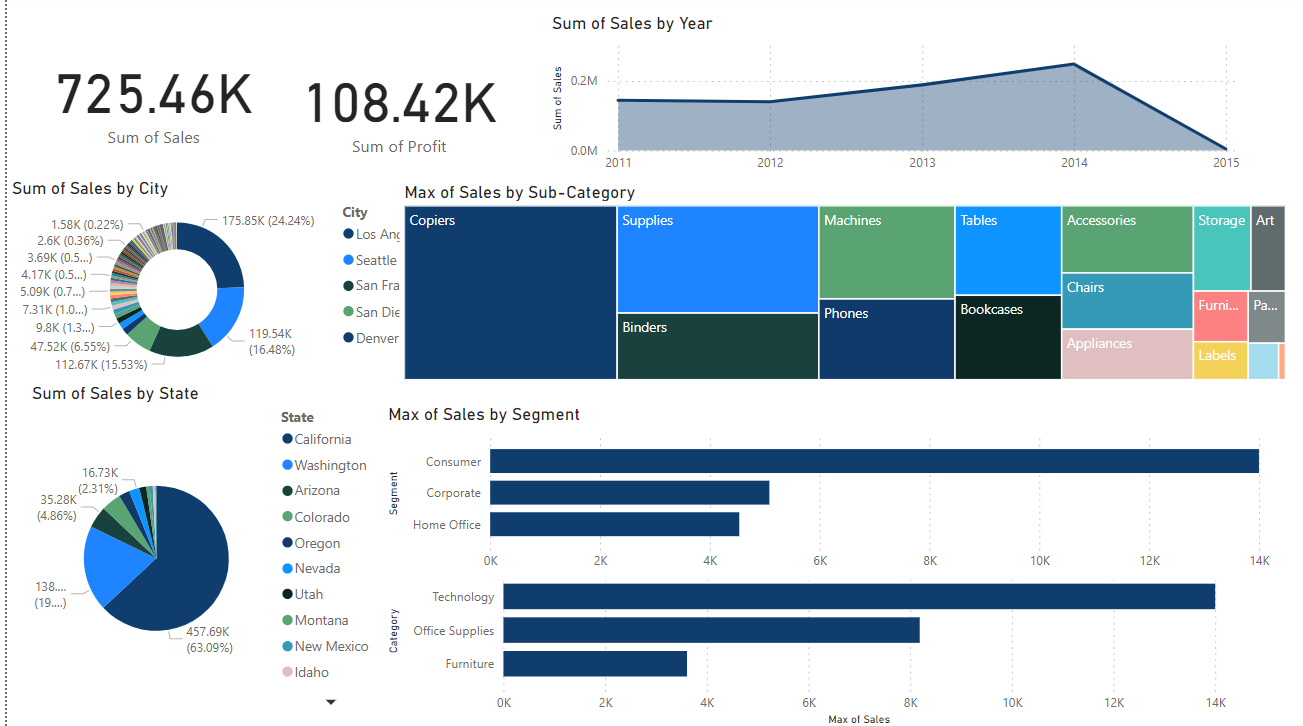 Sum of Sales by Year
725.46K
Sum of Sales
108.42K
Sum of Profit
Sum of Sales
0.2M
0.0M
2011
2012
2013
2014
2015
Sum of Sales by City
1.58K (0.22%)
2.6K (0.36%)
3.69K (0.5...)
4.17K (0.5...)
5.09K (0.7...)
7.31K (1.0...)
9.8K (1.3...)
47.52K (6.55%)
112.67K (15.53%)
175.85K (24.24%)
119.54K
(16.48%)
City
Los Ang
Seattle
San Fra
San Die
Denver
Max of Sales by Sub-Category
Copiers
Supplies
Binders
Machines
Phones
Tables
Bookcases
Accessories
Chairs
Appliances
Storage
Art
Furni...
Pa...
Labels
Sum of Sales by State
16.73K
(2.31%)
35.28K
(4.86%)
138....
(19....)
457.69K
(63.09%)
State
California
Washington
Arizona
Colorado
Oregon
Nevada
Utah
Montana
New Mexico
Idaho
Max of Sales by Segment
Segment
Consumer
Corporate
Home Office
0K
2K
4K
6K
8K
10K
12K
14K
Category
Technology
Office Supplies
Furniture
0K
2K
4K
6K
8K
10K
12K
14K
Max of Sales